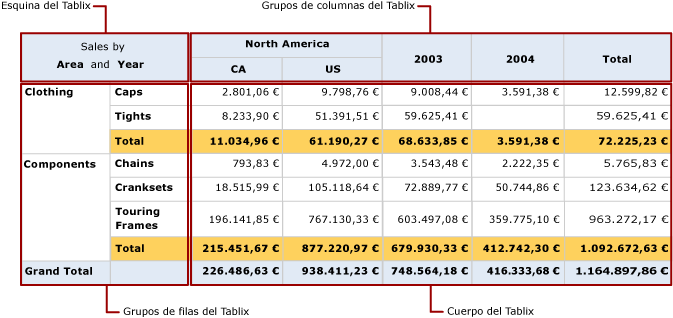 Esquina del Tablix
Grupos de columnas del Tablix
Sales by
Area and Year
North America
2003
2004
Total
CA
US
Clothing
Caps
2.801,06 €
9.798,76 €
9.008,44 €
3.591,38 €
12.599,82 €
Tights
8.233,90 €
51.391,51 €
59.625,41 €
59.625,41 €
Total
11.034,96 €
61.190,27 €
68.633,85 €
3.591,38 €
72.225,23 €
Components
Chains
793,83 €
4.972,00 €
3.543,48 €
2.222,35 €
5.765,83 €
Cranksets
18.515,99 €
105.118,64 €
72.889,77 €
50.744,86 €
123.634,62 €
Touring
Frames
196.141,85 €
767.130,33 €
603.497,08 €
359.775,10 €
963.272,17 €
Total
215.451,67 €
877.220,97 €
679.930,33 €
412.742,30 €
1.092.672,63 €
Grand Total
226.486,63 €
938.411,23 €
748.564,18 €
416.333,68 €
1.164.897,86 €
Grupos de filas del Tablix
Cuerpo del Tablix